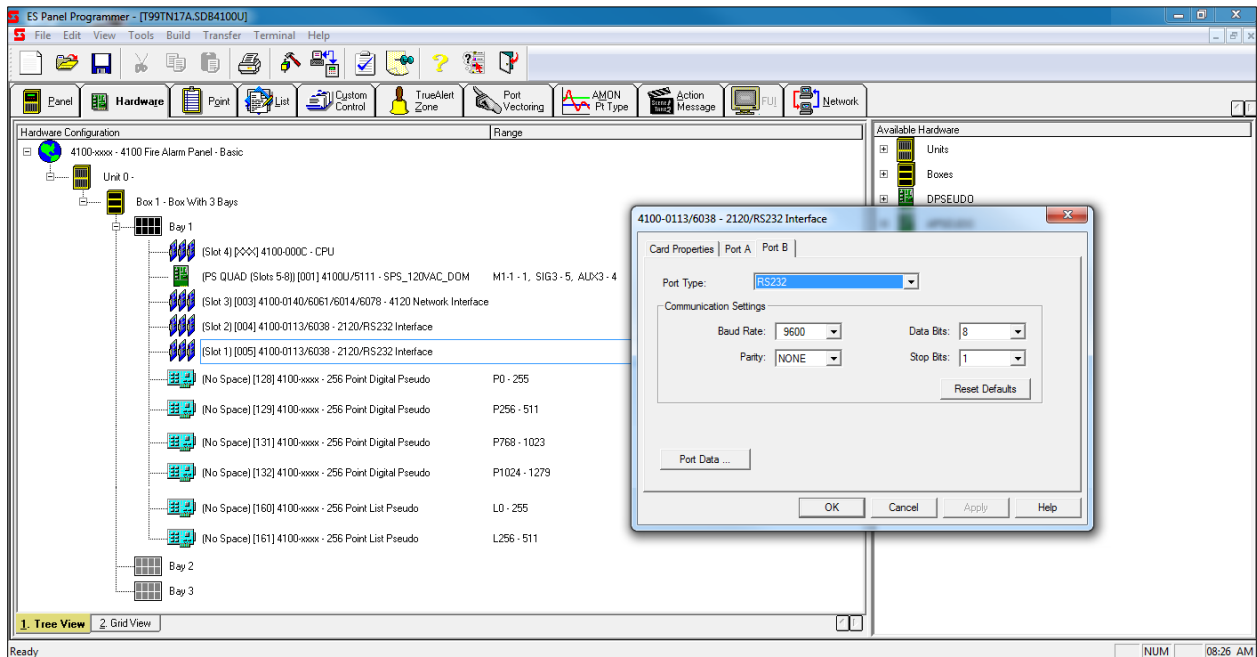 ES Panel Programmer - [T99TN17A.SDB4100U]
File Edit View Tools Build Transfer Terminal Help
Panel Hardware Point List Custom Control TrueAlert Zone Port Vectoring AMON Pt Type Action Message FUI Network
Hardware Configuration Range
4100-xxxx - 4100 Fire Alarm Panel - Basic
Unit 0 -
Box 1 - Box With 3 Bays
Bay 1
(Slot 4) [XXX] 4100-000C - CPU
(PS QUAD (Slots 5-8)) [001] 4100U/5111 - SPS_120VAC_DOM M1-1 - 1, SIG3 - 5, AUX3 - 4
(Slot 3) [003] 4100-0140/6061/6014/6078 - 4120 Network Interface
(Slot 2) [004] 4100-0113/6038 - 2120/RS232 Interface
(Slot 1) [005] 4100-0113/6038 - 2120/RS232 Interface
(No Space) [128] 4100-xxxx - 256 Point Digital Pseudo P0 - 255
(No Space) [129] 4100-xxxx - 256 Point Digital Pseudo P256 - 511
(No Space) [131] 4100-xxxx - 256 Point Digital Pseudo P768 - 1023
(No Space) [132] 4100-xxxx - 256 Point Digital Pseudo P1024 - 1279
(No Space) [160] 4100-xxxx - 256 Point List Pseudo L0 - 255
(No Space) [161] 4100-xxxx - 256 Point List Pseudo L256 - 511
Bay 2
Bay 3
1. Tree View 2. Grid View
Available Hardware
Units
Boxes
DPSEUDO
4100-0113/6038 - 2120/RS232 Interface
Card Properties Port A Port B
Port Type: RS232
Communication Settings
Baud Rate: 9600 Data Bits: 8
Parity: NONE Stop Bits: 1
Reset Defaults
Port Data ...
OK Cancel Apply Help
Ready NUM 08:26 AM